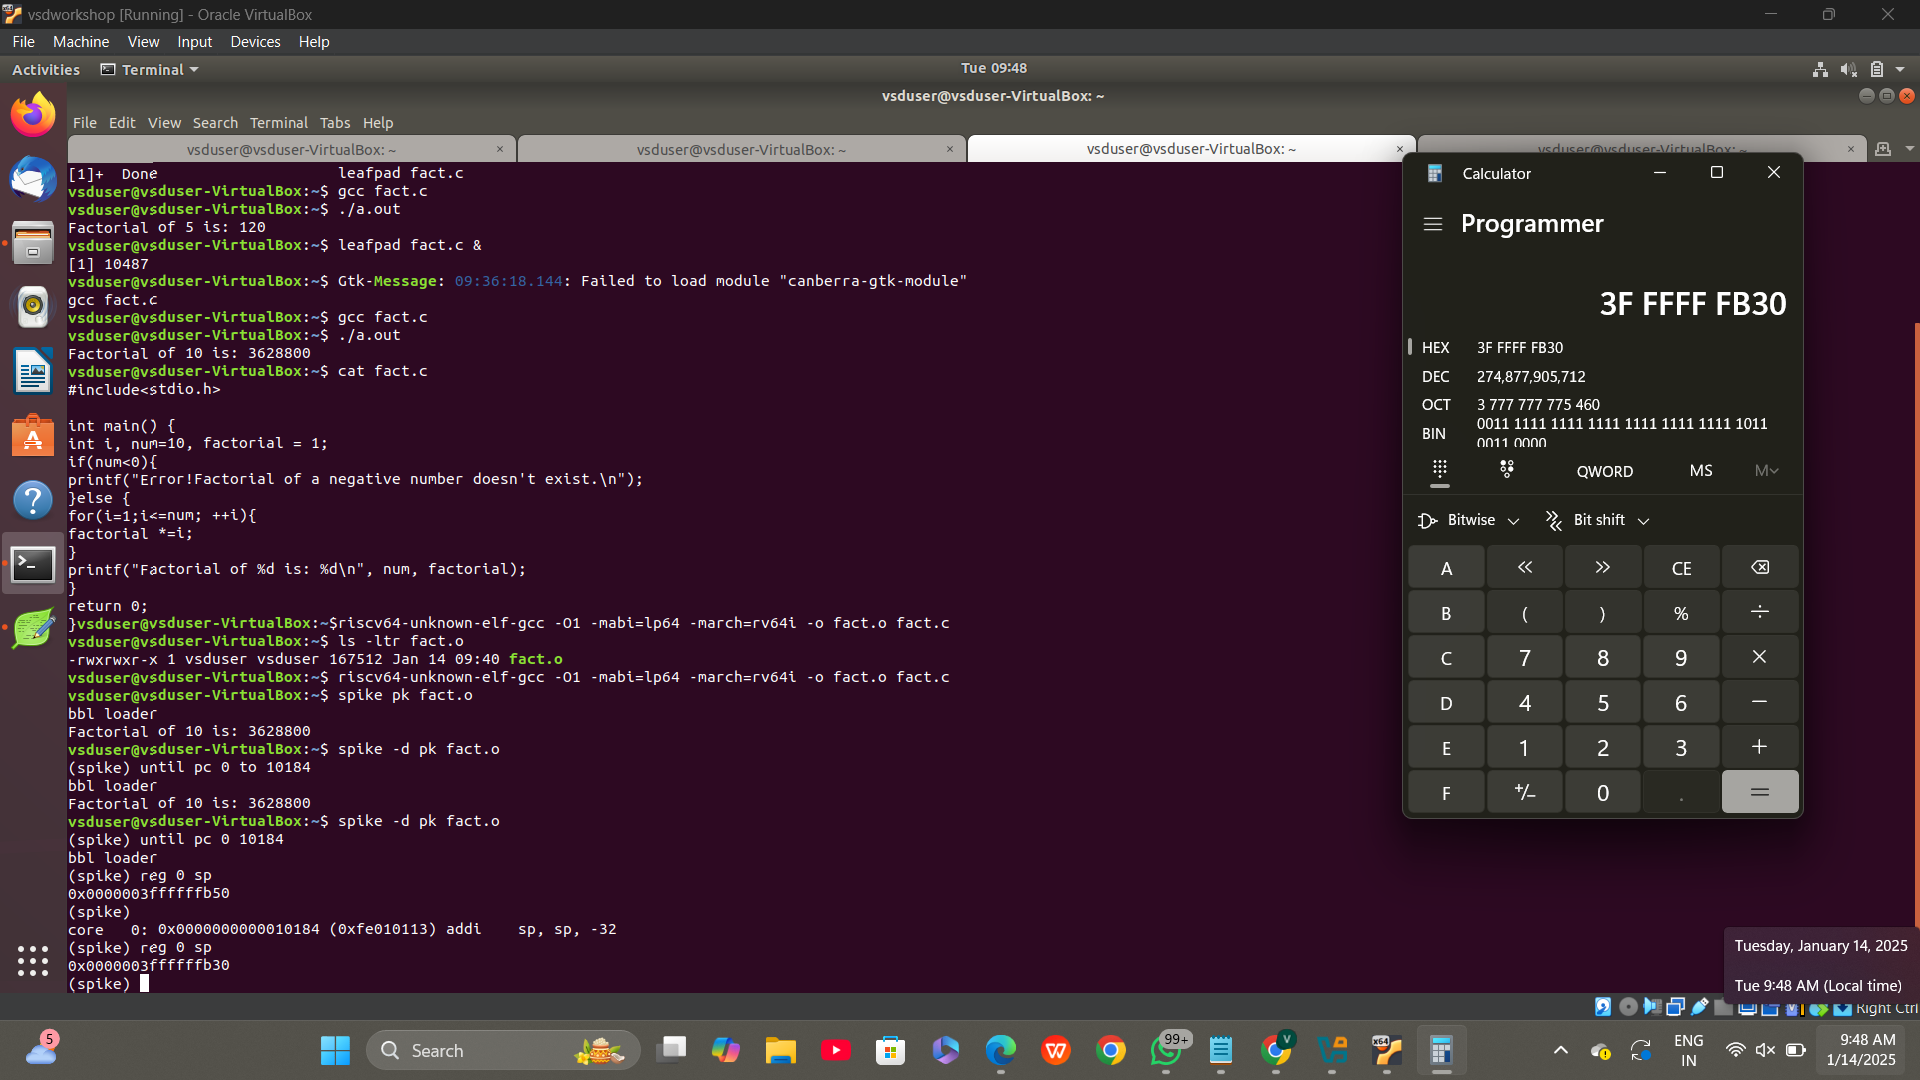 vsdworkshop [Running] - Oracle VirtualBox
File Machine View Input Devices Help
Activities Terminal
Tue 09:48
vsduser@vsduser-VirtualBox: ~
File Edit View Search Terminal Tabs Help
vsduser@vsduser-VirtualBox: ~ × vsduser@vsduser-VirtualBox: ~ × vsduser@vsduser-VirtualBox: ~ × vsduser@vsduser-VirtualBox: ~ ×
[1]+  Done                    leafpad fact.c
vsduser@vsduser-VirtualBox:~$ gcc fact.c
vsduser@vsduser-VirtualBox:~$ ./a.out
Factorial of 5 is: 120
vsduser@vsduser-VirtualBox:~$ leafpad fact.c &
[1] 10487
vsduser@vsduser-VirtualBox:~$ Gtk-Message: 09:36:18.144: Failed to load module "canberra-gtk-module"
gcc fact.c
vsduser@vsduser-VirtualBox:~$ gcc fact.c
vsduser@vsduser-VirtualBox:~$ ./a.out
Factorial of 10 is: 3628800
vsduser@vsduser-VirtualBox:~$ cat fact.c
#include<stdio.h>
int main() {
int i, num=10, factorial = 1;
if(num<0){
printf("Error!Factorial of a negative number doesn't exist.\n");
}else {
for(i=1;i<=num; ++i){
factorial *=i;
}
printf("Factorial of %d is: %d\n", num, factorial);
}
return 0;
}vsduser@vsduser-VirtualBox:~$riscv64-unknown-elf-gcc -O1 -mabi=lp64 -march=rv64i -o fact.o fact.c
vsduser@vsduser-VirtualBox:~$ ls -ltr fact.o
-rwxrwxr-x 1 vsduser vsduser 167512 Jan 14 09:40 fact.o
vsduser@vsduser-VirtualBox:~$ riscv64-unknown-elf-gcc -O1 -mabi=lp64 -march=rv64i -o fact.o fact.c
vsduser@vsduser-VirtualBox:~$ spike pk fact.o
bbl loader
Factorial of 10 is: 3628800
vsduser@vsduser-VirtualBox:~$ spike -d pk fact.o
(spike) until pc 0 to 10184
bbl loader
Factorial of 10 is: 3628800
vsduser@vsduser-VirtualBox:~$ spike -d pk fact.o
(spike) until pc 0 10184
bbl loader
(spike) reg 0 sp
0x0000003ffffffb50
(spike)
core   0: 0x0000000000010184 (0xfe010113) addi    sp, sp, -32
(spike) reg 0 sp
0x0000003ffffffb30
(spike)
Calculator
Programmer
3F FFFF FB30
HEX 3F FFFF FB30
DEC 274,877,905,712
OCT 3 777 777 775 460
BIN 0011 1111 1111 1111 1111 1111 1111 1011
0011 0000
QWORD MS M
Bitwise Bit shift
A << >> CE
B ( ) % ÷
C 7 8 9 ×
D 4 5 6 −
E 1 2 3 +
F +/− 0 . =
Tuesday, January 14, 2025
Tue 9:48 AM (Local time)
Right Ctrl
5
Search
99+
V
x64
ENG
IN
9:48 AM
1/14/2025